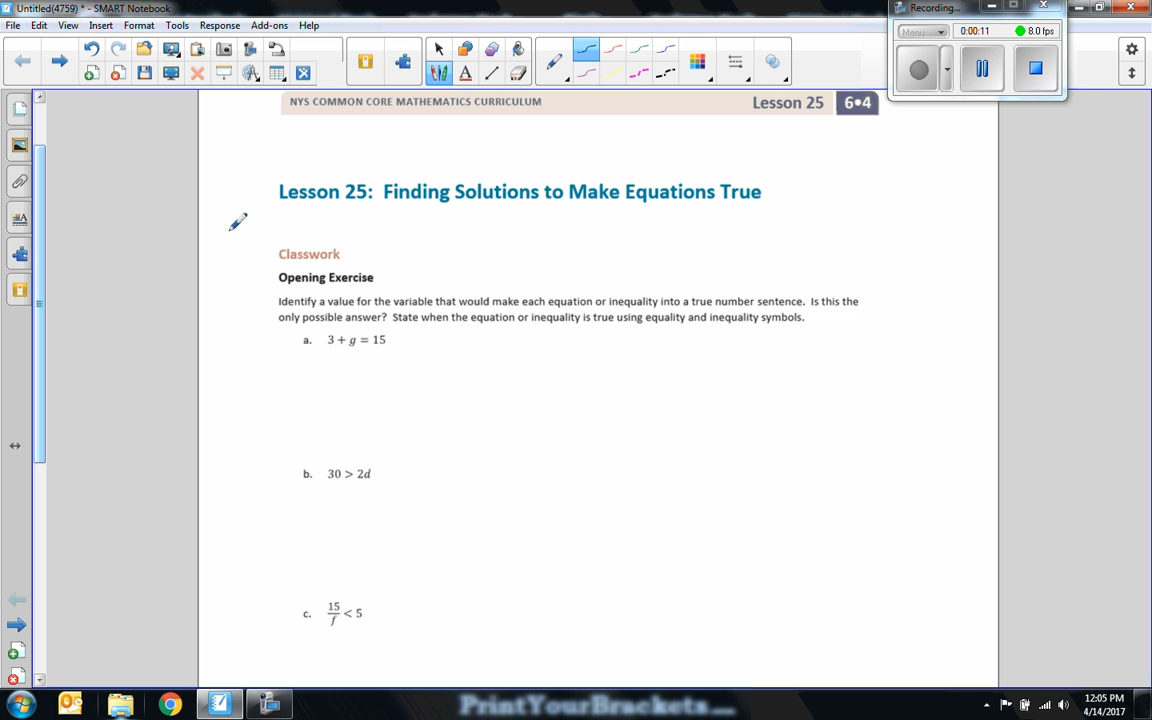 Untitled(4759) * - SMART Notebook
Recording...
File Edit View Insert Format Tools Response Add-ons Help
Menu 0:00:11 8.0 fps
NYS COMMON CORE MATHEMATICS CURRICULUM Lesson 25 6•4
Lesson 25: Finding Solutions to Make Equations True
Classwork
Opening Exercise
Identify a value for the variable that would make each equation or inequality into a true number sentence. Is this the
only possible answer? State when the equation or inequality is true using equality and inequality symbols.
a. 3 + g = 15
b. 30 > 2d
c. 15/f < 5
PrintYourBrackets.com
12:05 PM
4/14/2017